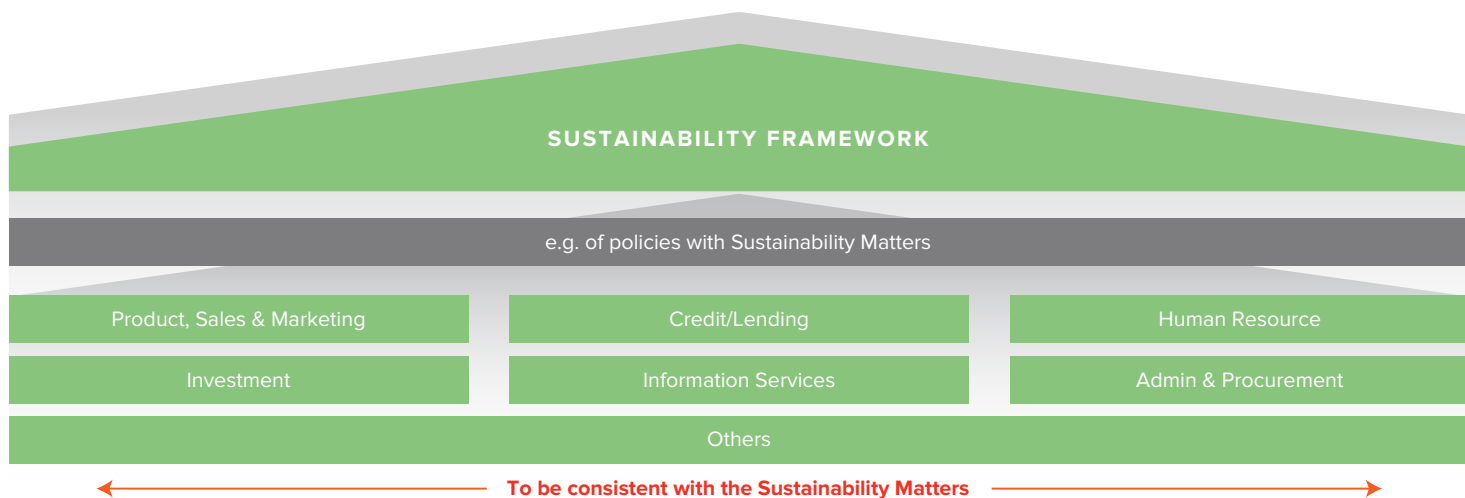 SUSTAINABILITY FRAMEWORK
e.g. of policies with Sustainability Matters
Product, Sales & Marketing
Credit/Lending
Human Resource
Investment
Information Services
Admin & Procurement
Others
To be consistent with the Sustainability Matters